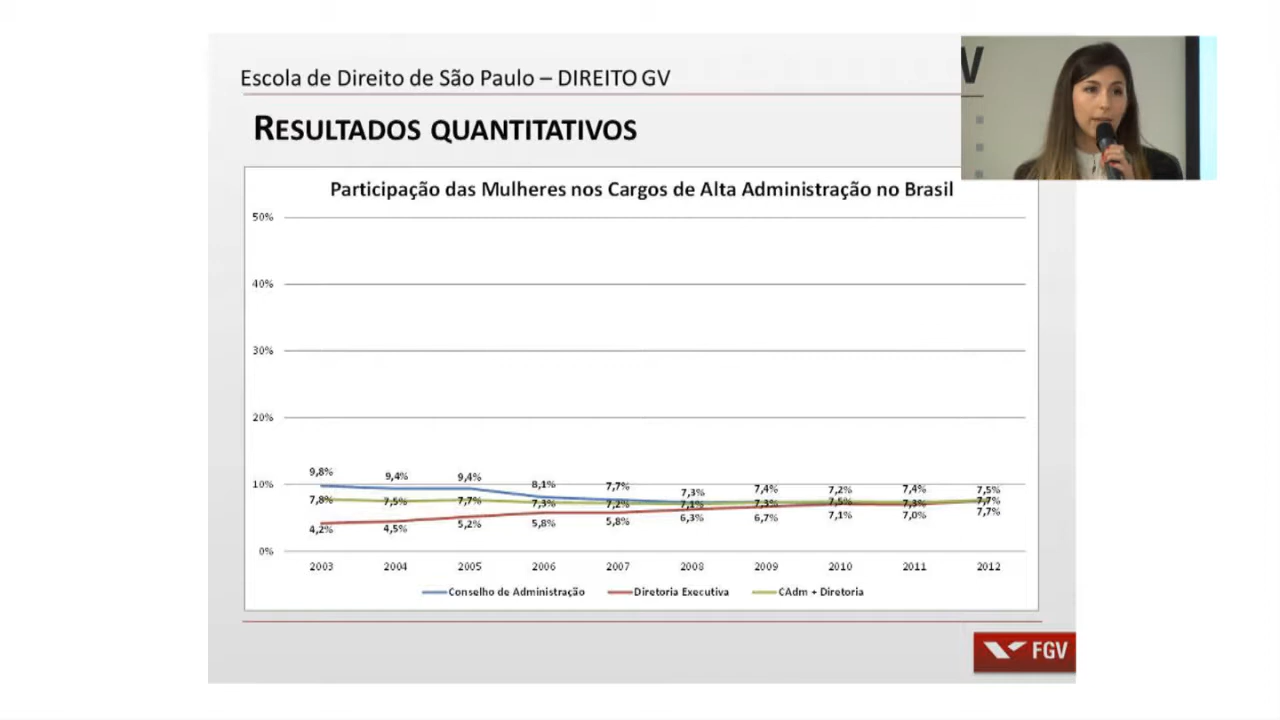 Escola de Direito de São Paulo – DIREITO GV
V
RESULTADOS QUANTITATIVOS
Participação das Mulheres nos Cargos de Alta Administração no Brasil
50%
40%
30%
20%
10%
0%
9,8% 9,4% 9,4% 8,1% 7,7% 7,3% 7,4% 7,2% 7,4% 7,5%
7,8% 7,5% 7,7% 7,3% 7,2% 7,1% 7,3% 7,5% 7,3% 7,7%
4,2% 4,5% 5,2% 5,8% 5,8% 6,3% 6,7% 7,1% 7,0% 7,7%
2003 2004 2005 2006 2007 2008 2009 2010 2011 2012
Conselho de Administração Diretoria Executiva CAdm + Diretoria
FGV